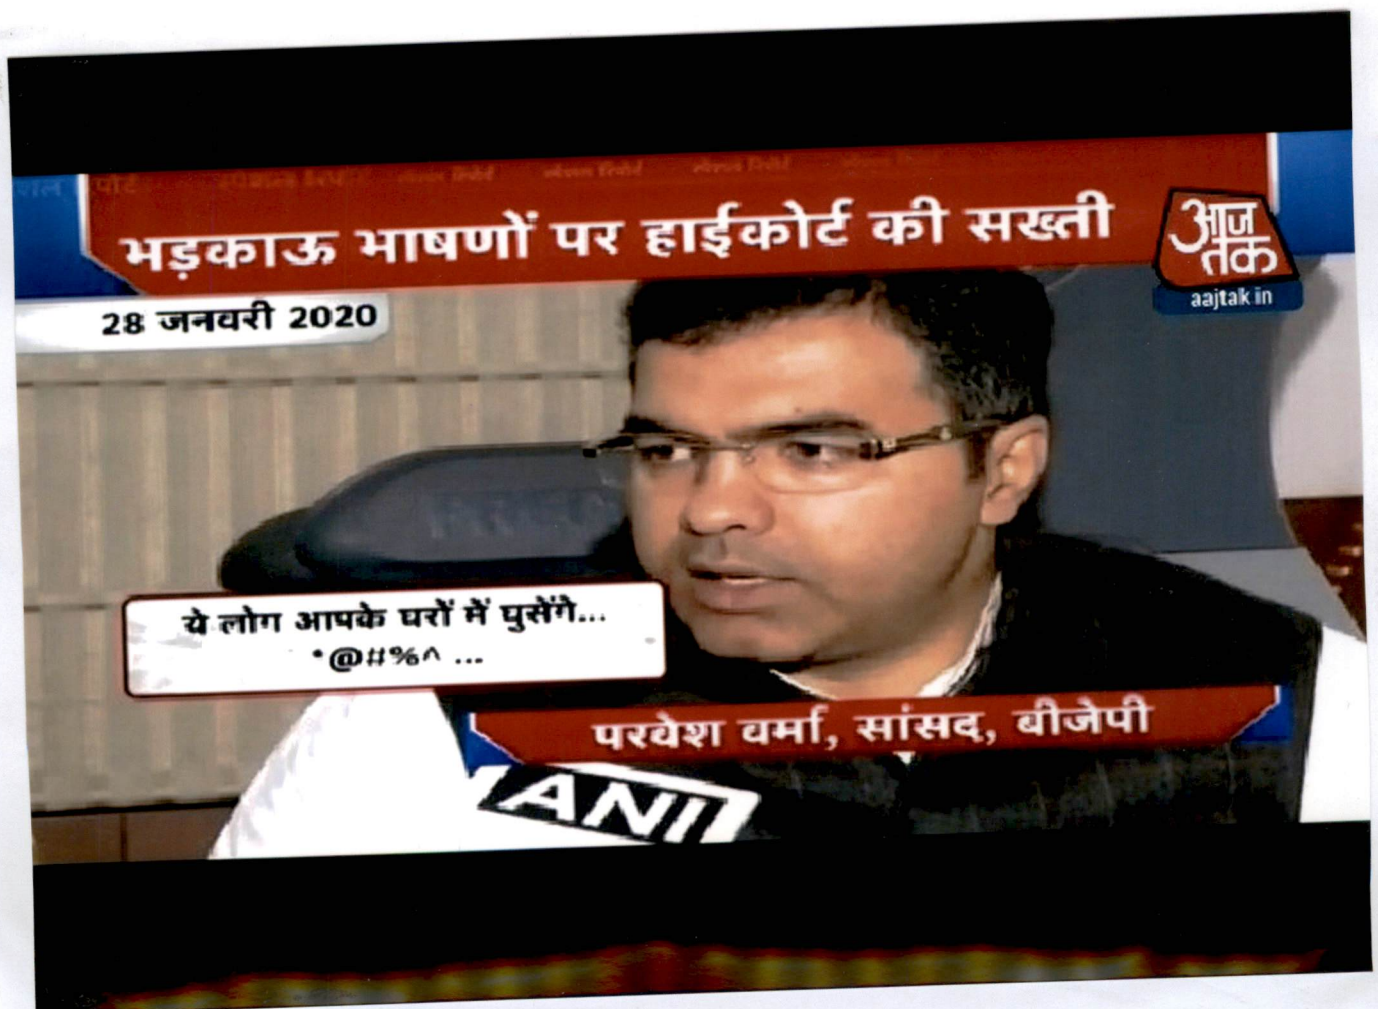 भड़काऊ भाषणों पर हाईकोर्ट की सख्ती
आज
तक
aajtak.in
28 जनवरी 2020
ये लोग आपके घरों में घुसेंगे...
*@#%^ ...
परवेश वर्मा, सांसद, बीजेपी
ANI